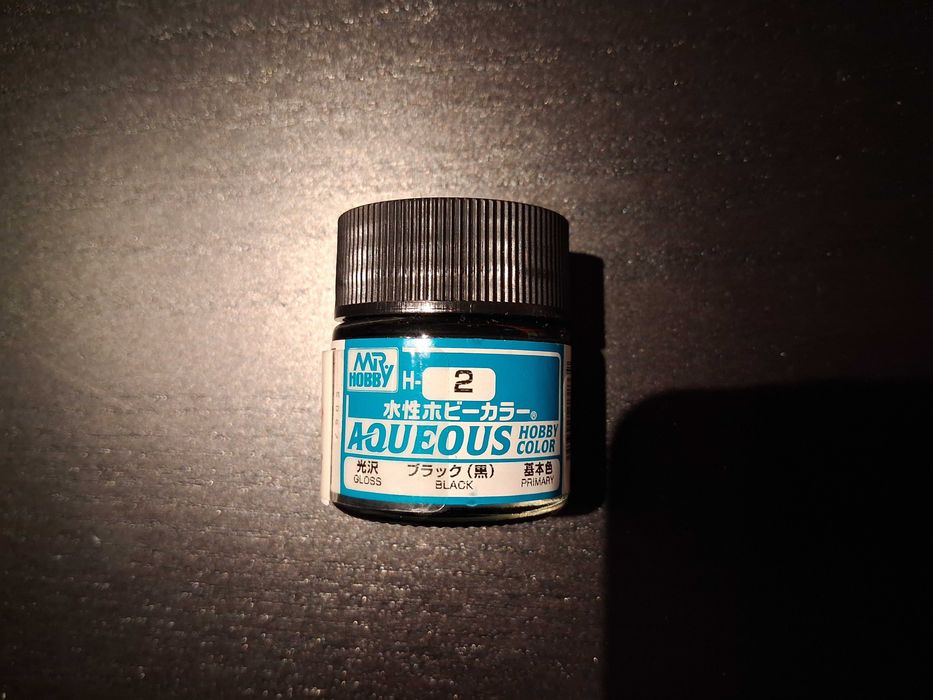 MR. HOBBY
H- 2
水性ホビーカラー®
AQUEOUS HOBBY COLOR
光沢 ブラック(黒) 基本色
GLOSS BLACK PRIMARY